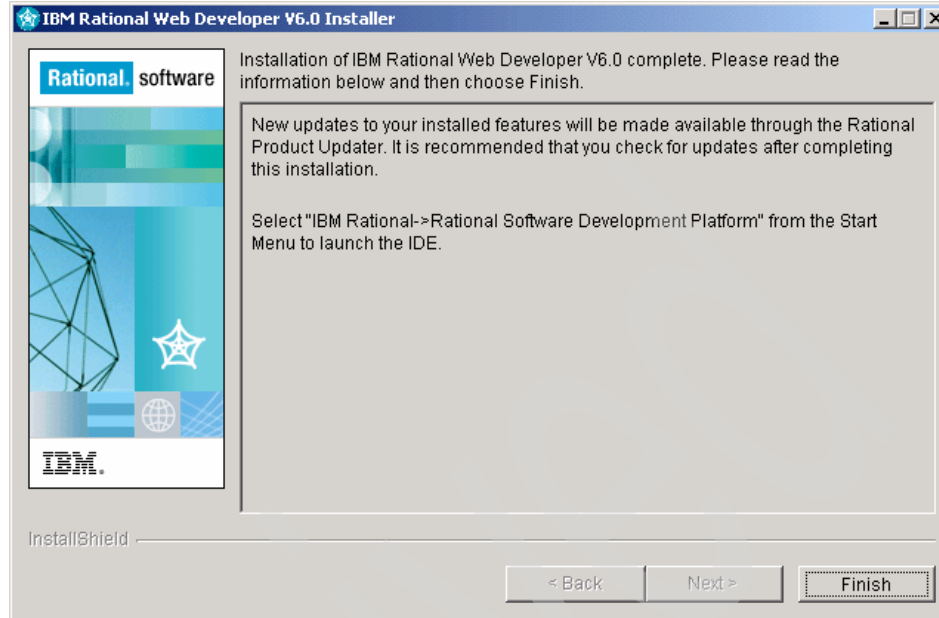 IBM Rational Web Developer V6.0 Installer
Rational. software
Installation of IBM Rational Web Developer V6.0 complete. Please read the
information below and then choose Finish.
New updates to your installed features will be made available through the Rational
Product Updater. It is recommended that you check for updates after completing
this installation.
Select "IBM Rational->Rational Software Development Platform" from the Start
Menu to launch the IDE.
IBM.
InstallShield
< Back
Next >
Finish